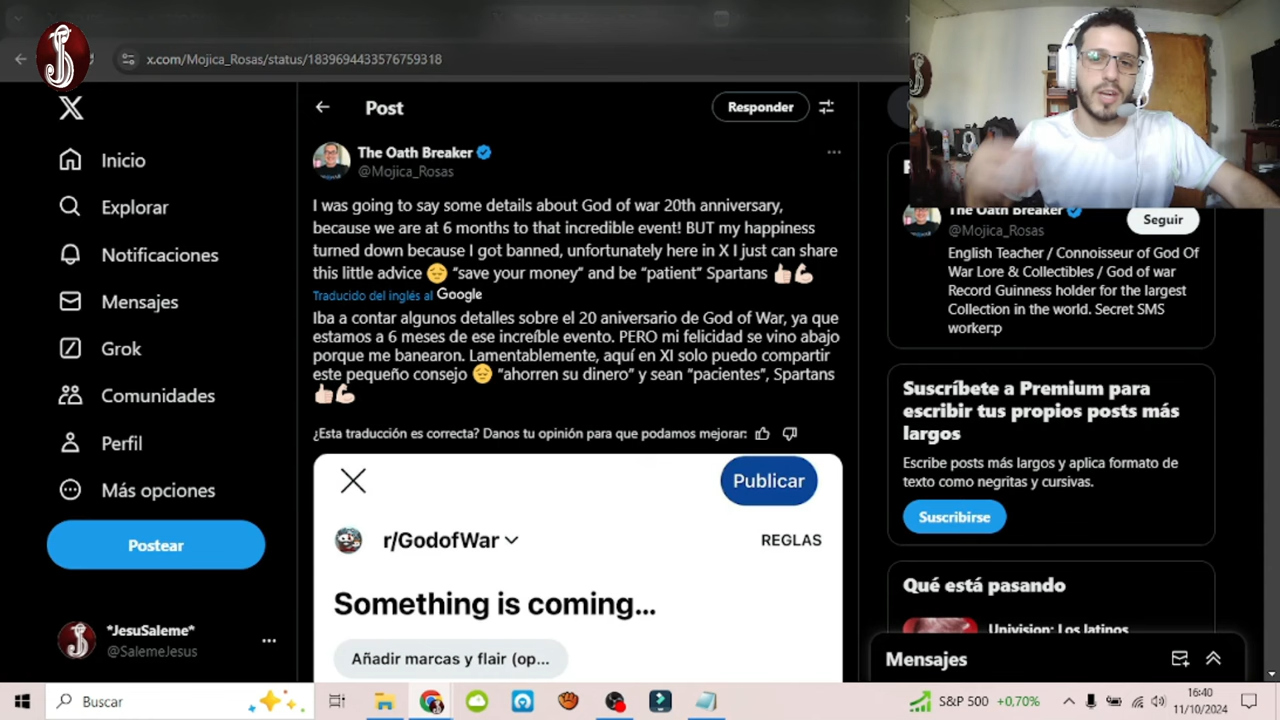 x.com/Mojica_Rosas/status/1839694433576759318
Post
Responder
Inicio
Explorar
Notificaciones
Mensajes
Grok
Comunidades
Perfil
Más opciones
Postear
*JesuSaleme*
@SalemeJesus
The Oath Breaker
@Mojica_Rosas
I was going to say some details about God of war 20th anniversary,
because we are at 6 months to that incredible event! BUT my happiness
turned down because I got banned, unfortunately here in X I just can share
this little advice 😔 “save your money” and be “patient” Spartans 👍🏻💪🏻
Traducido del inglés al Google
Iba a contar algunos detalles sobre el 20 aniversario de God of War, ya que
estamos a 6 meses de ese increíble evento. PERO mi felicidad se vino abajo
porque me banearon. Lamentablemente, aquí en XI solo puedo compartir
este pequeño consejo 😔 “ahorren su dinero” y sean “pacientes”, Spartans
👍🏻💪🏻
¿Esta traducción es correcta? Danos tu opinión para que podamos mejorar:
Publicar
r/GodofWar
REGLAS
Something is coming...
Añadir marcas y flair (op...
The Oath Breaker
@Mojica_Rosas
Seguir
English Teacher / Connoisseur of God Of
War Lore & Collectibles / God of war
Record Guinness holder for the largest
Collection in the world. Secret SMS
worker:p
Suscríbete a Premium para
escribir tus propios posts más
largos
Escribe posts más largos y aplica formato de
texto como negritas y cursivas.
Suscribirse
Qué está pasando
Univision: Los latinos
Mensajes
Buscar
S&P 500 +0,70%
16:40
11/10/2024